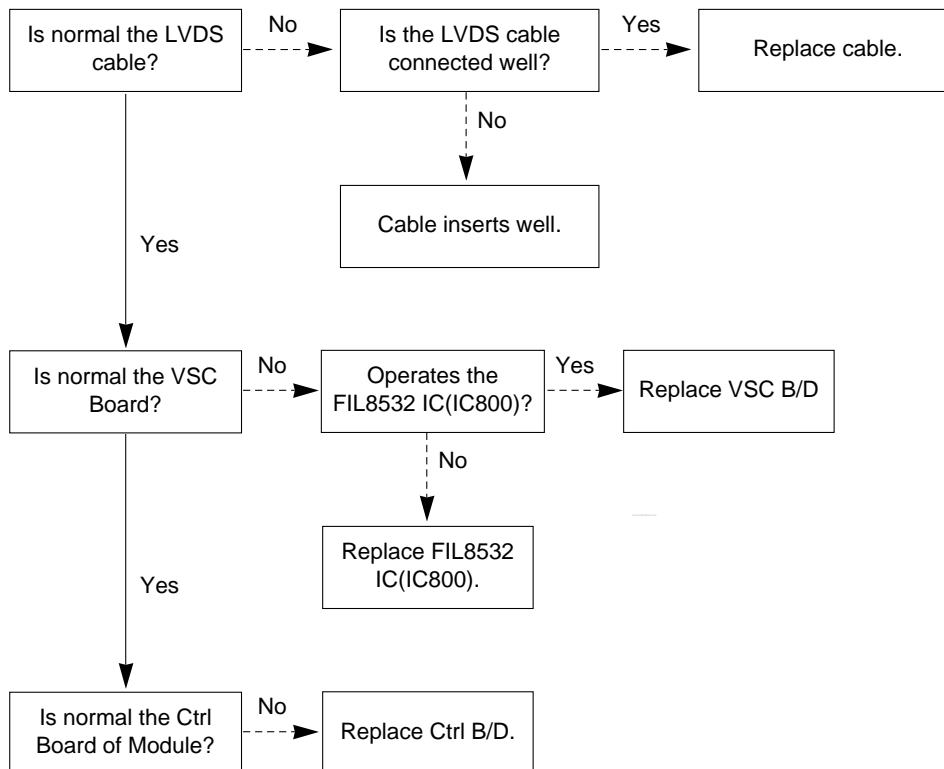 Is normal the LVDS
cable?
No
Is the LVDS cable
connected well?
Yes
Replace cable.
No
Cable inserts well.
Yes
Is normal the VSC
Board?
No
Operates the
FIL8532 IC(IC800)?
Yes
Replace VSC B/D
No
Replace FIL8532
IC(IC800).
Yes
Is normal the Ctrl
Board of Module?
No
Replace Ctrl B/D.